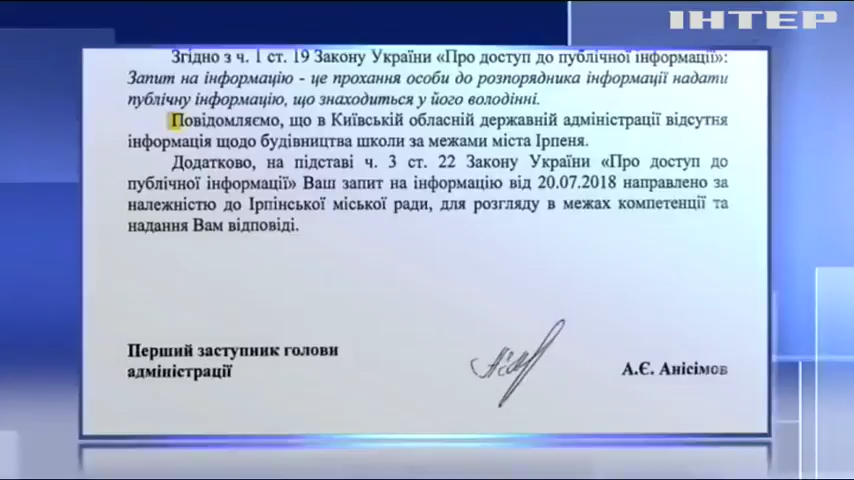 ІНТЕР
Згідно з ч. 1 ст. 19 Закону України «Про доступ до публічної інформації»:
Запит на інформацію - це прохання особи до розпорядника інформації надати
публічну інформацію, що знаходиться у його володінні.
Повідомляємо, що в Київській обласній державній адміністрації відсутня
інформація щодо будівництва школи за межами міста Ірпеня.
Додатково, на підставі ч. 3 ст. 22 Закону України «Про доступ до
публічної інформації» Ваш запит на інформацію від 20.07.2018 направлено за
належністю до Ірпінської міської ради, для розгляду в межах компетенції та
надання Вам відповіді.
Перший заступник голови
адміністрації
А.Є. Анісімов